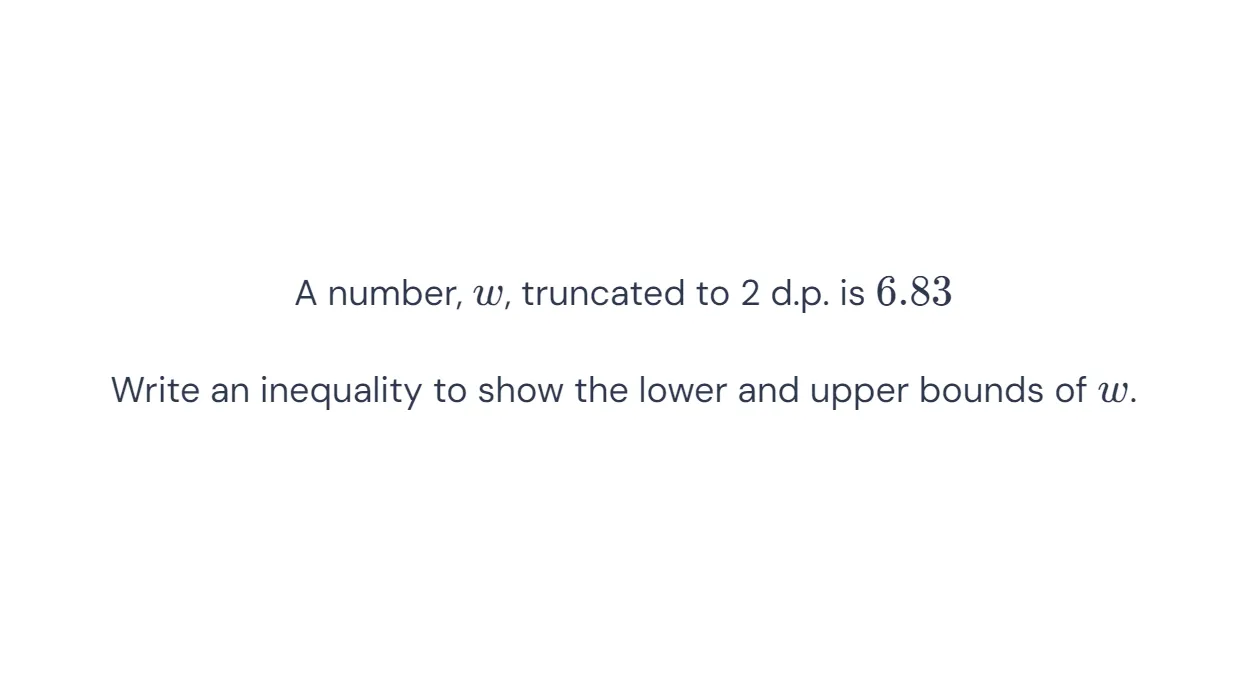 A number, w, truncated to 2 d.p. is 6.83
Write an inequality to show the lower and upper bounds of w.